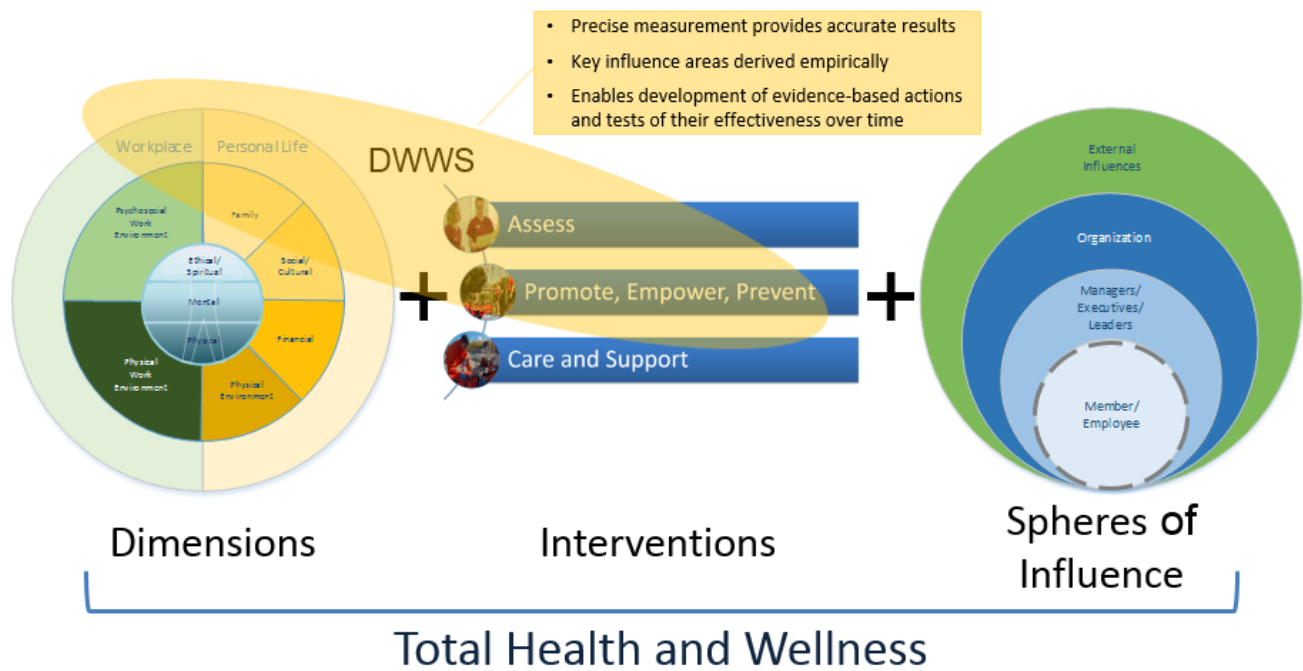 • Precise measurement provides accurate results
• Key influence areas derived empirically
• Enables development of evidence-based actions
and tests of their effectiveness over time
Workplace
Personal Life
Psychosocial
Work
Environment
Family
Social/
Cultural
Financial
Physical
Environment
Physical
Work
Environment
Ethical/
Spiritual
Mental
Physical
DWWS
Assess
Promote, Empower, Prevent
Care and Support
+
+
External
Influences
Organization
Managers/
Executives/
Leaders
Member/
Employee
Dimensions
Interventions
Spheres of
Influence
Total Health and Wellness